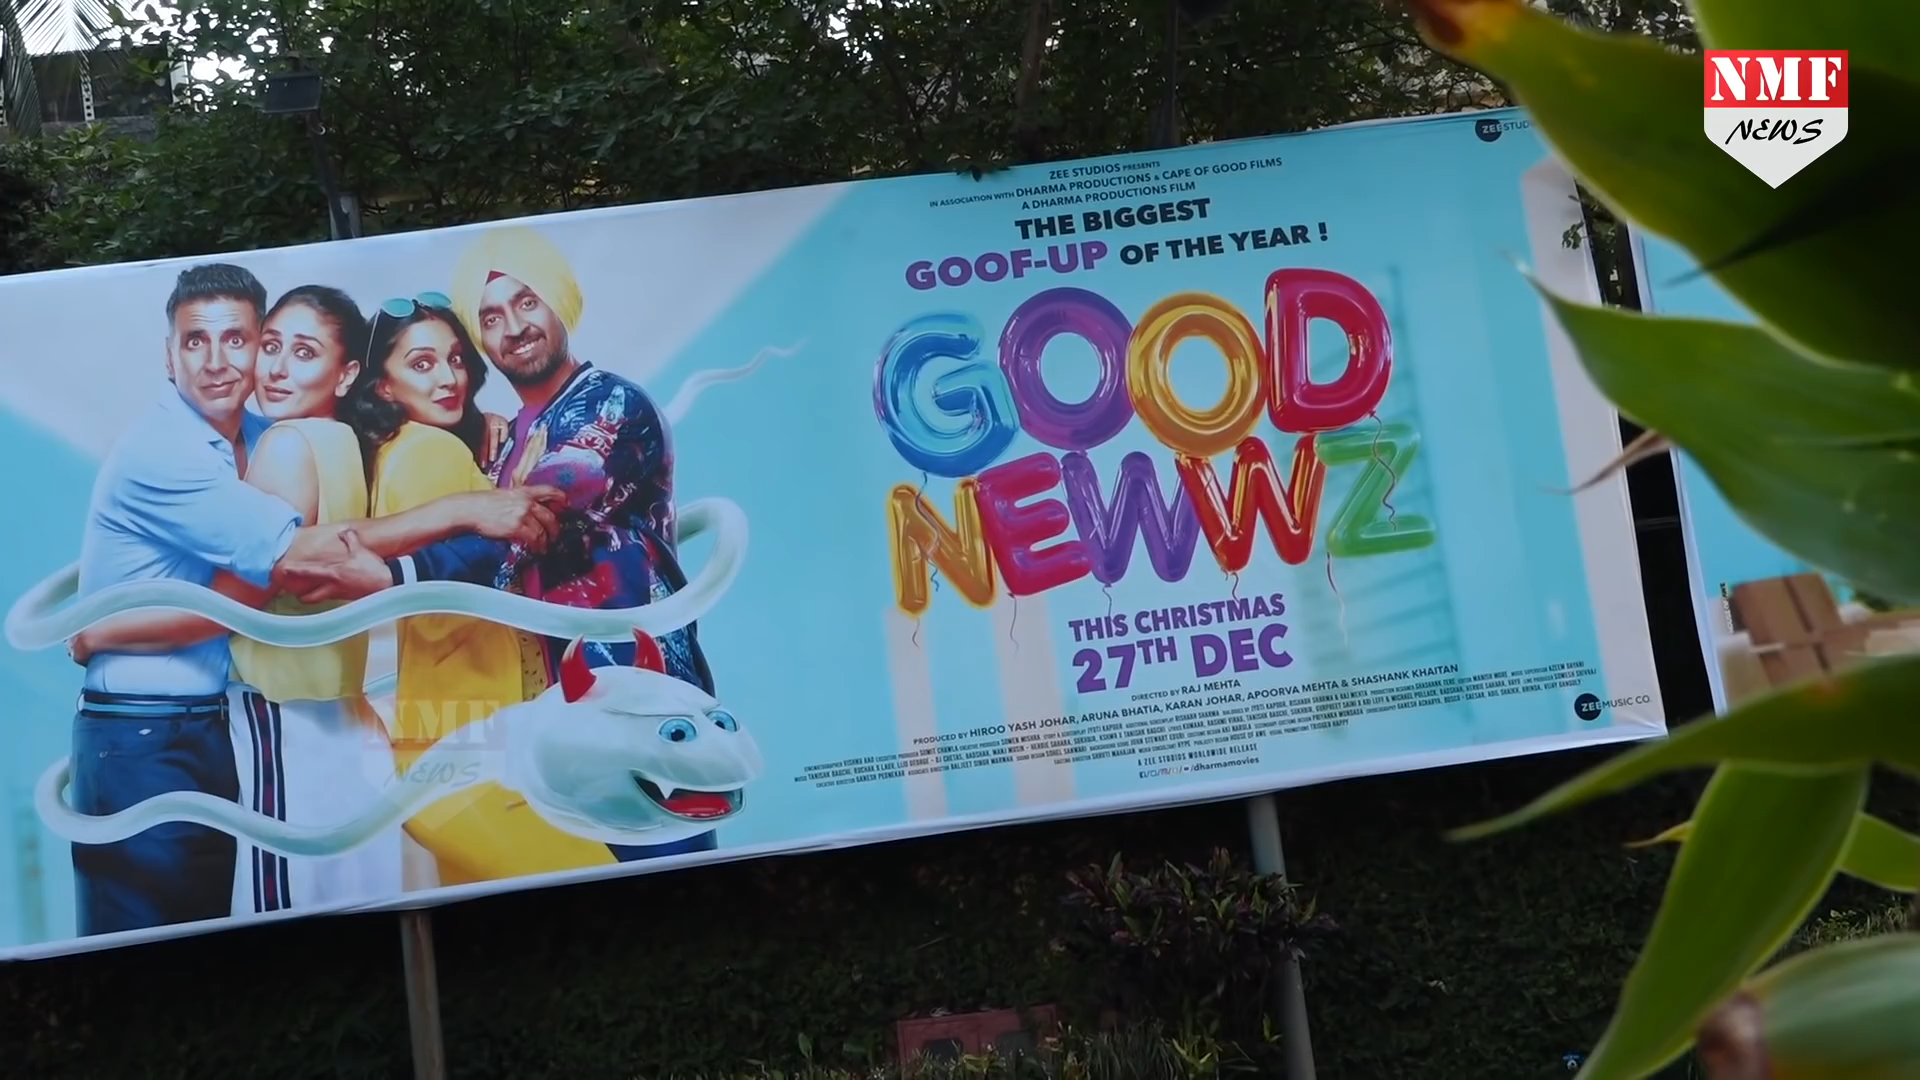 NMF
NEWS
ZEE STUDIOS PRESENTS
IN ASSOCIATION WITH DHARMA PRODUCTIONS & CAPE OF GOOD FILMS
A DHARMA PRODUCTIONS FILM
THE BIGGEST
GOOF-UP OF THE YEAR !
GOOD
NEWWZ
THIS CHRISTMAS
27TH DEC
DIRECTED BY RAJ MEHTA
PRODUCED BY HIROO YASH JOHAR, ARUNA BHATIA, KARAN JOHAR, APOORVA MEHTA & SHASHANK KHAITAN
A ZEE STUDIOS WORLDWIDE RELEASE
/dharmamovies
ZEE MUSIC CO.
NMF
NEWS